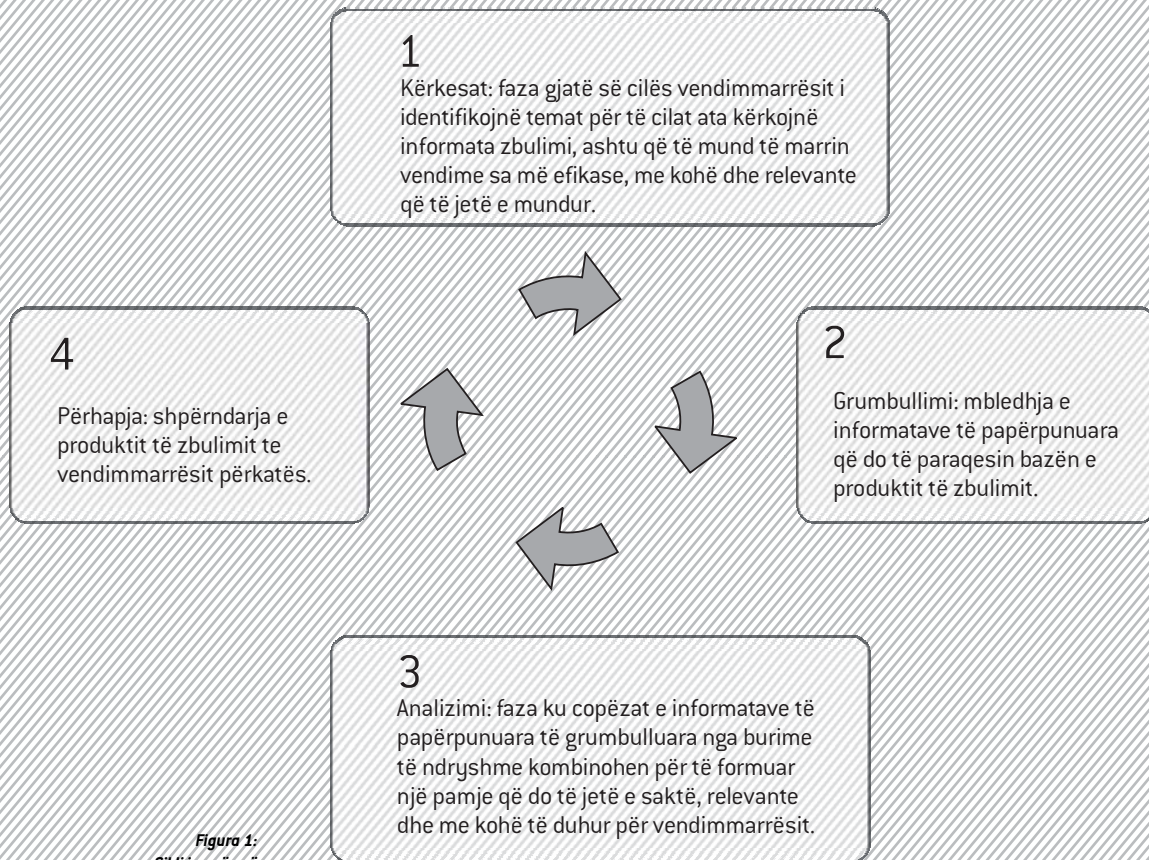 1
Kërkesat: faza gjatë së cilës vendimmarrësit i
identifikojnë temat për të cilat ata kërkojnë
informata zbulimi, ashtu që të mund të marrin
vendime sa më efikase, me kohë dhe relevante
që të jetë e mundur.
2
Grumbullimi: mbledhja e
informatave të papërpunuara
që do të paraqesin bazën e
produktit të zbulimit.
3
Analizimi: faza ku copëzat e informatave të
papërpunuara të grumbulluara nga burime
të ndryshme kombinohen për të formuar
një pamje që do të jetë e saktë, relevante
dhe me kohë të duhur për vendimmarrësit.
4
Përhapja: shpërndarja e
produktit të zbulimit te
vendimmarrësit përkatës.
Figura 1: